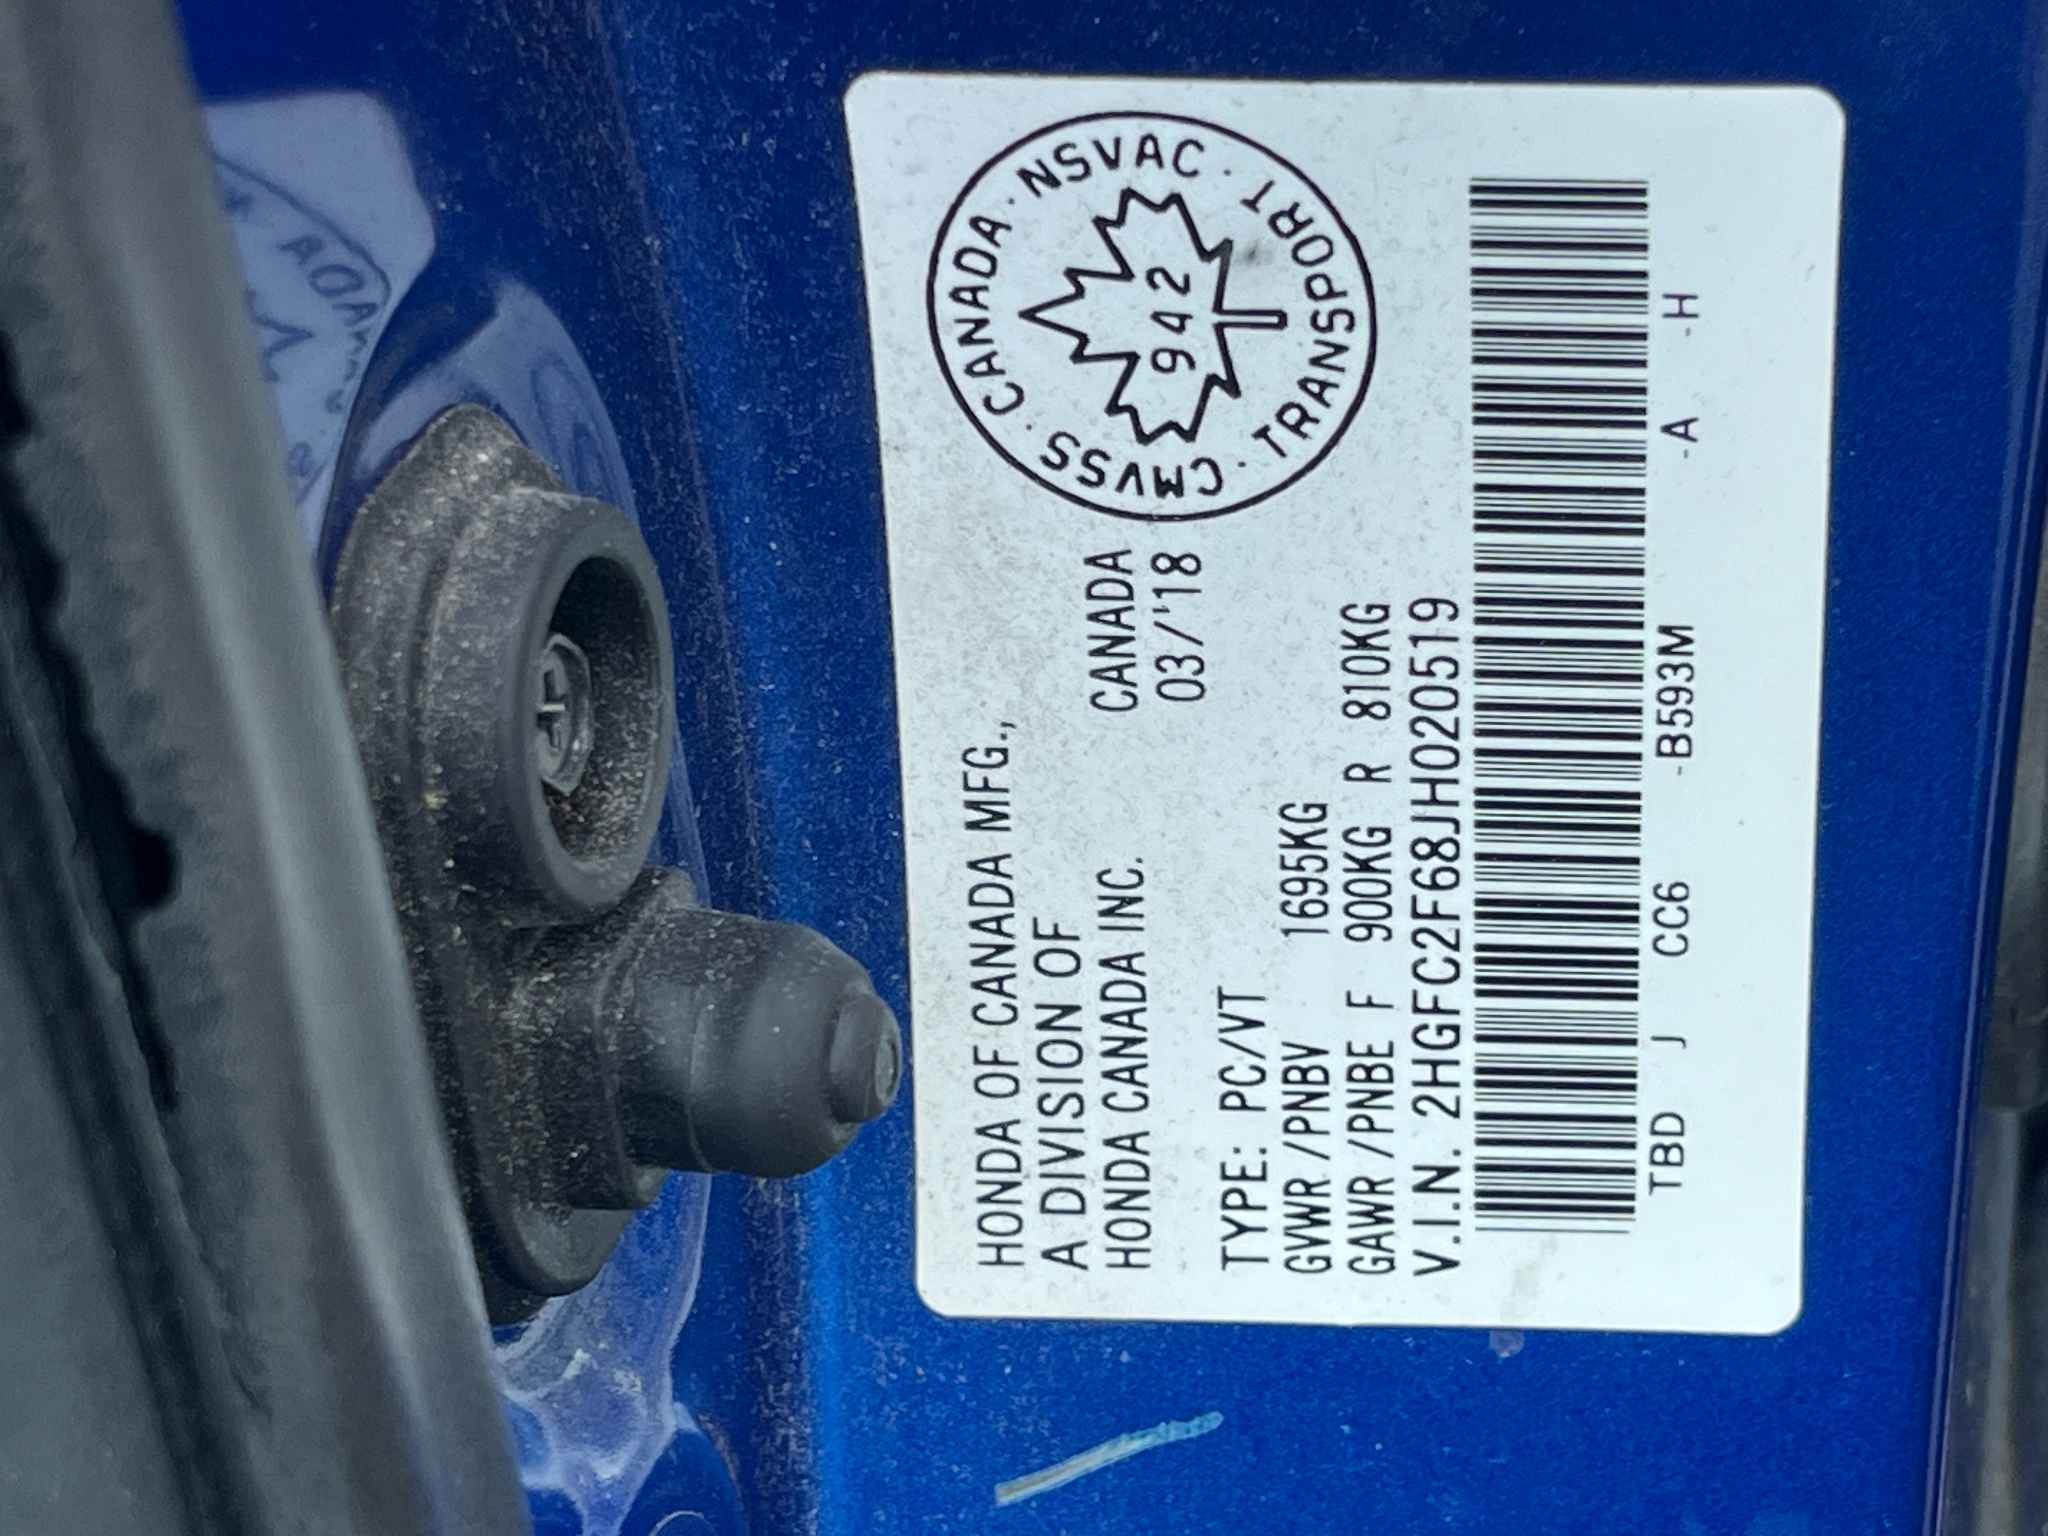 HONDA OF CANADA MFG.,
A DIVISION OF CANADA
HONDA CANADA INC. 03/'18
TYPE: PC/VT
GVWR /PNBV 1695KG
GAWR /PNBE F 900KG R 810KG
V.I.N. 2HGFC2F68JH020519
TBD J CC6 -B593M -A -H
CMVSS · CANADA · NSVAC · TRANSPORT · 
942